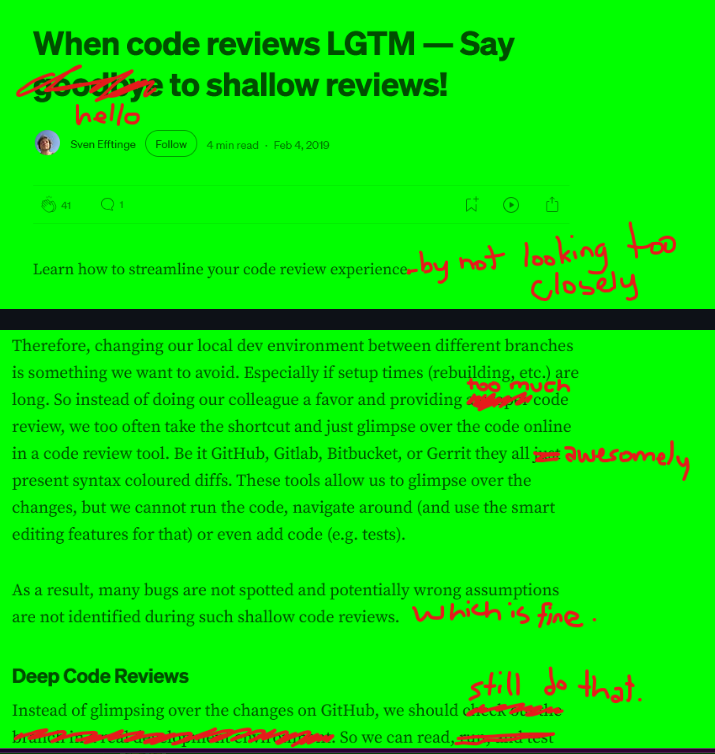 When code reviews LGTM — Say
goodbye to shallow reviews!
hello
Sven Efftinge Follow 4 min read · Feb 4, 2019
41 1
Learn how to streamline your code review experience. -by not looking too
closely
Therefore, changing our local dev environment between different branches
is something we want to avoid. Especially if setup times (rebuilding, etc.) are
too much
long. So instead of doing our colleague a favor and providing code
review, we too often take the shortcut and just glimpse over the code online
in a code review tool. Be it GitHub, Gitlab, Bitbucket, or Gerrit they all just awesomely
present syntax coloured diffs. These tools allow us to glimpse over the
changes, but we cannot run the code, navigate around (and use the smart
editing features for that) or even add code (e.g. tests).
As a result, many bugs are not spotted and potentially wrong assumptions
are not identified during such shallow code reviews. Which is fine.
Deep Code Reviews
still do that.
Instead of glimpsing over the changes on GitHub, we should check out the
branch in a real development environment. So we can read, run, and test